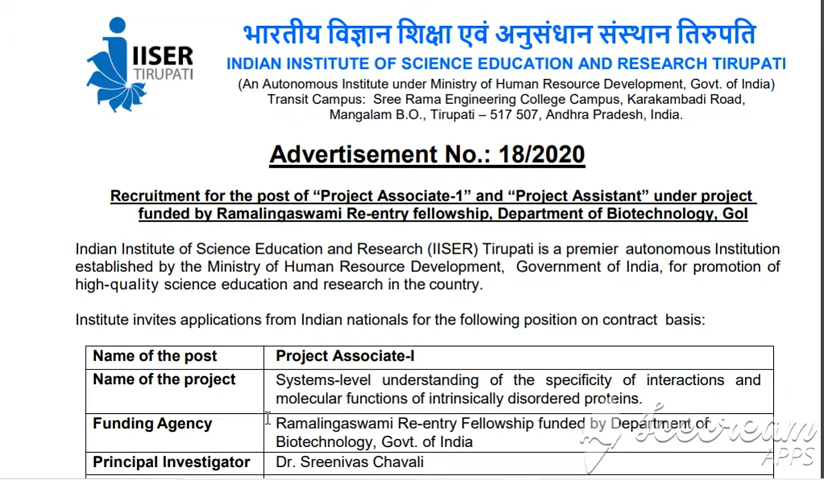 IISER
TIRUPATI
भारतीय विज्ञान शिक्षा एवं अनुसंधान संस्थान तिरुपति
INDIAN INSTITUTE OF SCIENCE EDUCATION AND RESEARCH TIRUPATI
(An Autonomous Institute under Ministry of Human Resource Development, Govt. of India)
Transit Campus: Sree Rama Engineering College Campus, Karakambadi Road,
Mangalam B.O., Tirupati – 517 507, Andhra Pradesh, India.
Advertisement No.: 18/2020
Recruitment for the post of “Project Associate-1” and “Project Assistant” under project
funded by Ramalingaswami Re-entry fellowship, Department of Biotechnology, GoI
Indian Institute of Science Education and Research (IISER) Tirupati is a premier autonomous Institution
established by the Ministry of Human Resource Development, Government of India, for promotion of
high-quality science education and research in the country.
Institute invites applications from Indian nationals for the following position on contract basis:
Name of the post Project Associate-I
Name of the project Systems-level understanding of the specificity of interactions and
molecular functions of intrinsically disordered proteins.
Funding Agency Ramalingaswami Re-entry Fellowship funded by Department of
Biotechnology, Govt. of India
Principal Investigator Dr. Sreenivas Chavali
Icecream
APPS